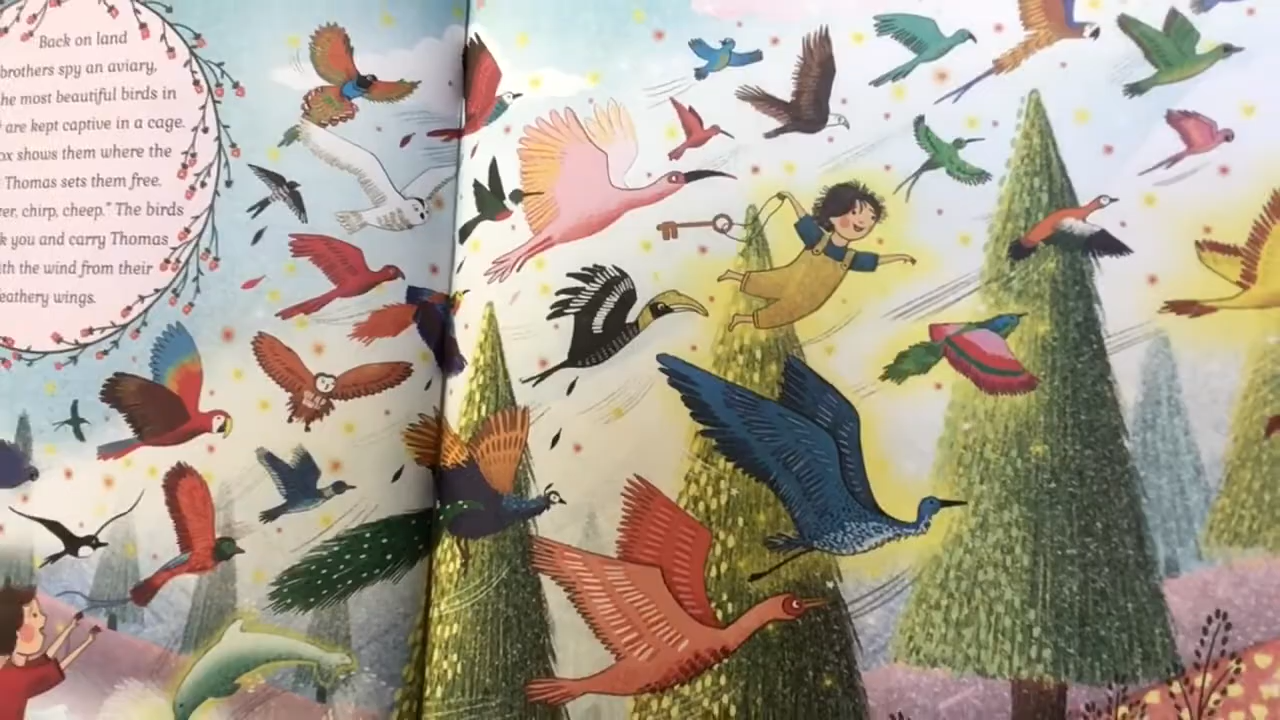 Back on land
brothers spy an aviary,
he most beautiful birds in
are kept captive in a cage.
ox shows them where the
Thomas sets them free.
er, chirp, cheep." The birds
k you and carry Thomas
ith the wind from their
eathery wings.